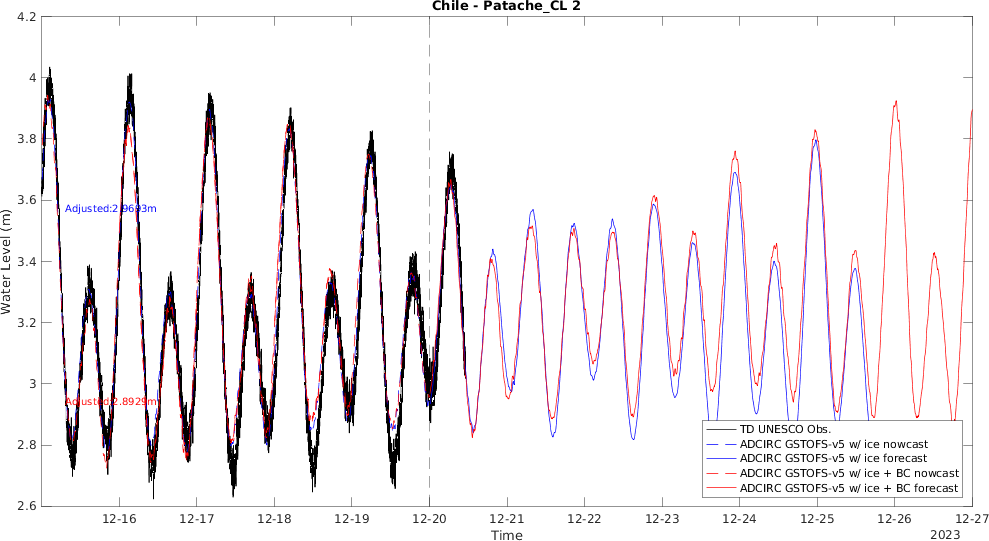 Chile - Patache_CL 2
4.2
4
3.8
3.6
3.4
3.2
3
2.8
2.6
Water Level (m)
Adjusted:2.9693m
Adjusted:2.8929m
TD UNESCO Obs.
ADCIRC GSTOFS-v5 w/ ice nowcast
ADCIRC GSTOFS-v5 w/ ice forecast
ADCIRC GSTOFS-v5 w/ ice + BC nowcast
ADCIRC GSTOFS-v5 w/ ice + BC forecast
12-16 12-17 12-18 12-19 12-20 12-21 12-22 12-23 12-24 12-25 12-26 12-27
Time
2023